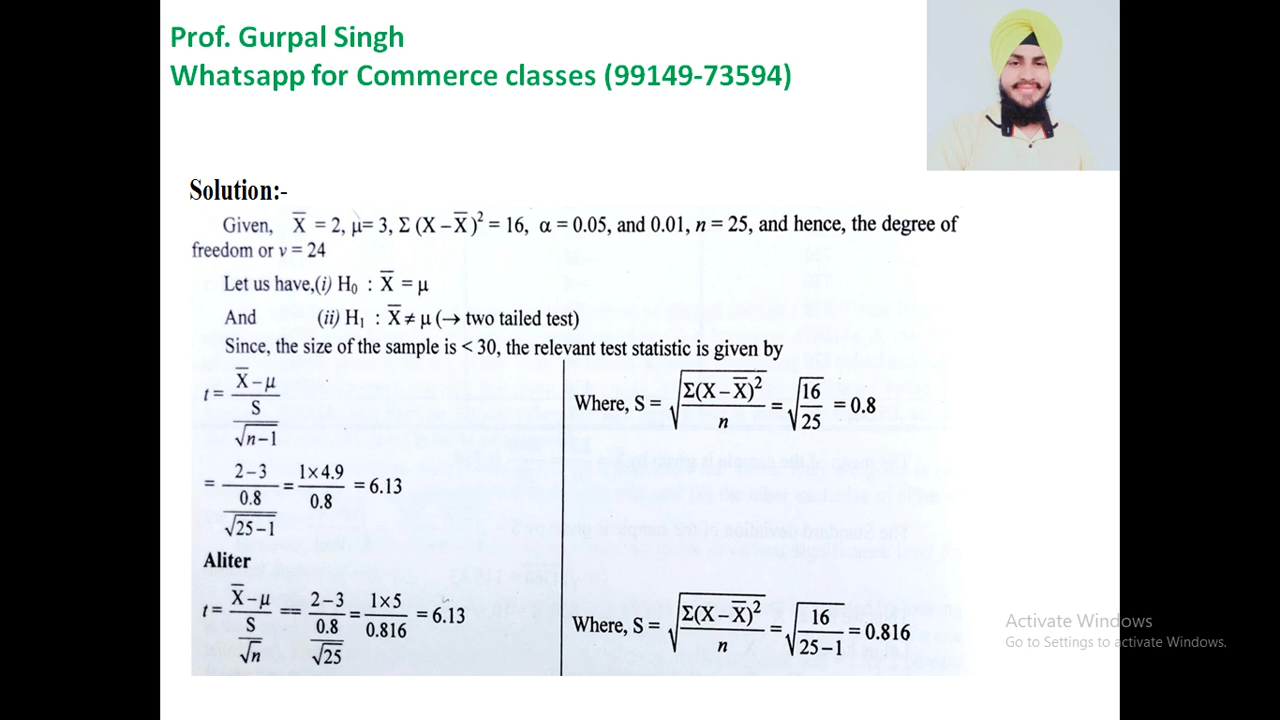 Prof. Gurpal Singh
Whatsapp for Commerce classes (99149-73594)
Solution:-
Given, X̅ = 2, μ= 3, Σ (X – X̅)² = 16, α = 0.05, and 0.01, n = 25, and hence, the degree of
freedom or ν = 24
Let us have,(i) H₀ : X̅ = μ
And (ii) H₁ : X̅ ≠ μ (→ two tailed test)
Since, the size of the sample is < 30, the relevant test statistic is given by
t = (X̅ – μ) / (S / √(n–1))
= (2–3) / (0.8 / √(25–1)) = (1×4.9) / 0.8 = 6.13
Where, S = √(Σ(X – X̅)² / n) = √(16 / 25) = 0.8
Aliter
t = (X̅ – μ) / (S / √n) == (2–3) / (0.8 / √25) = (1×5) / 0.816 = 6.13
Where, S = √(Σ(X – X̅)² / n) = √(16 / (25–1)) = 0.816
Activate Windows
Go to Settings to activate Windows.